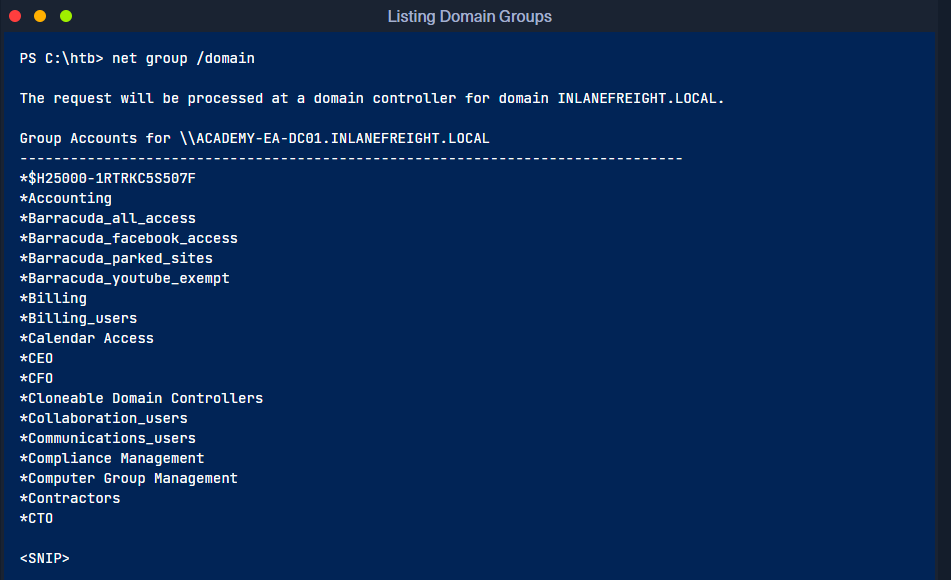 Listing Domain Groups
PS C:\htb> net group /domain
The request will be processed at a domain controller for domain INLANEFREIGHT.LOCAL.
Group Accounts for \\ACADEMY-EA-DC01.INLANEFREIGHT.LOCAL
-------------------------------------------------------------------------------
*$H25000-1RTRKC5S507F
*Accounting
*Barracuda_all_access
*Barracuda_facebook_access
*Barracuda_parked_sites
*Barracuda_youtube_exempt
*Billing
*Billing_users
*Calendar Access
*CEO
*CFO
*Cloneable Domain Controllers
*Collaboration_users
*Communications_users
*Compliance Management
*Computer Group Management
*Contractors
*CTO
<SNIP>